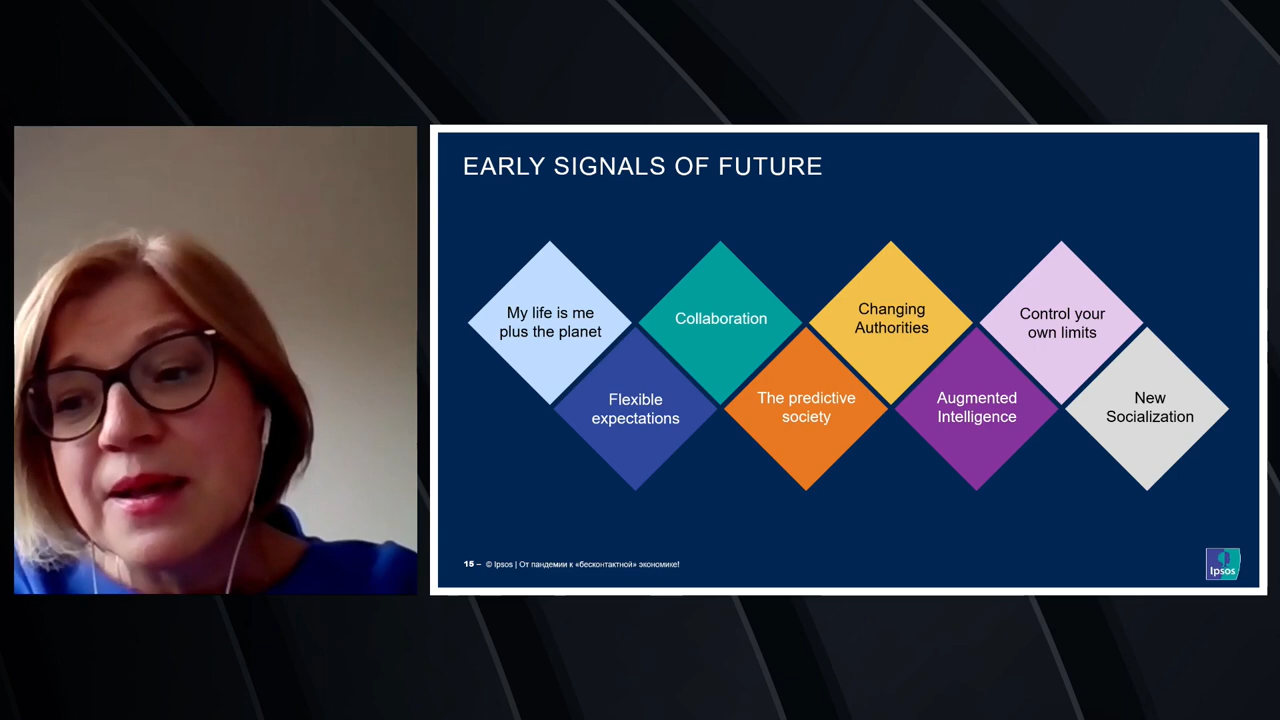 EARLY SIGNALS OF FUTURE
My life is me
plus the planet
Collaboration
Changing
Authorities
Control your
own limits
Flexible
expectations
The predictive
society
Augmented
Intelligence
New
Socialization
15 – © Ipsos | От пандемии к «бесконтактной» экономике!
Ipsos